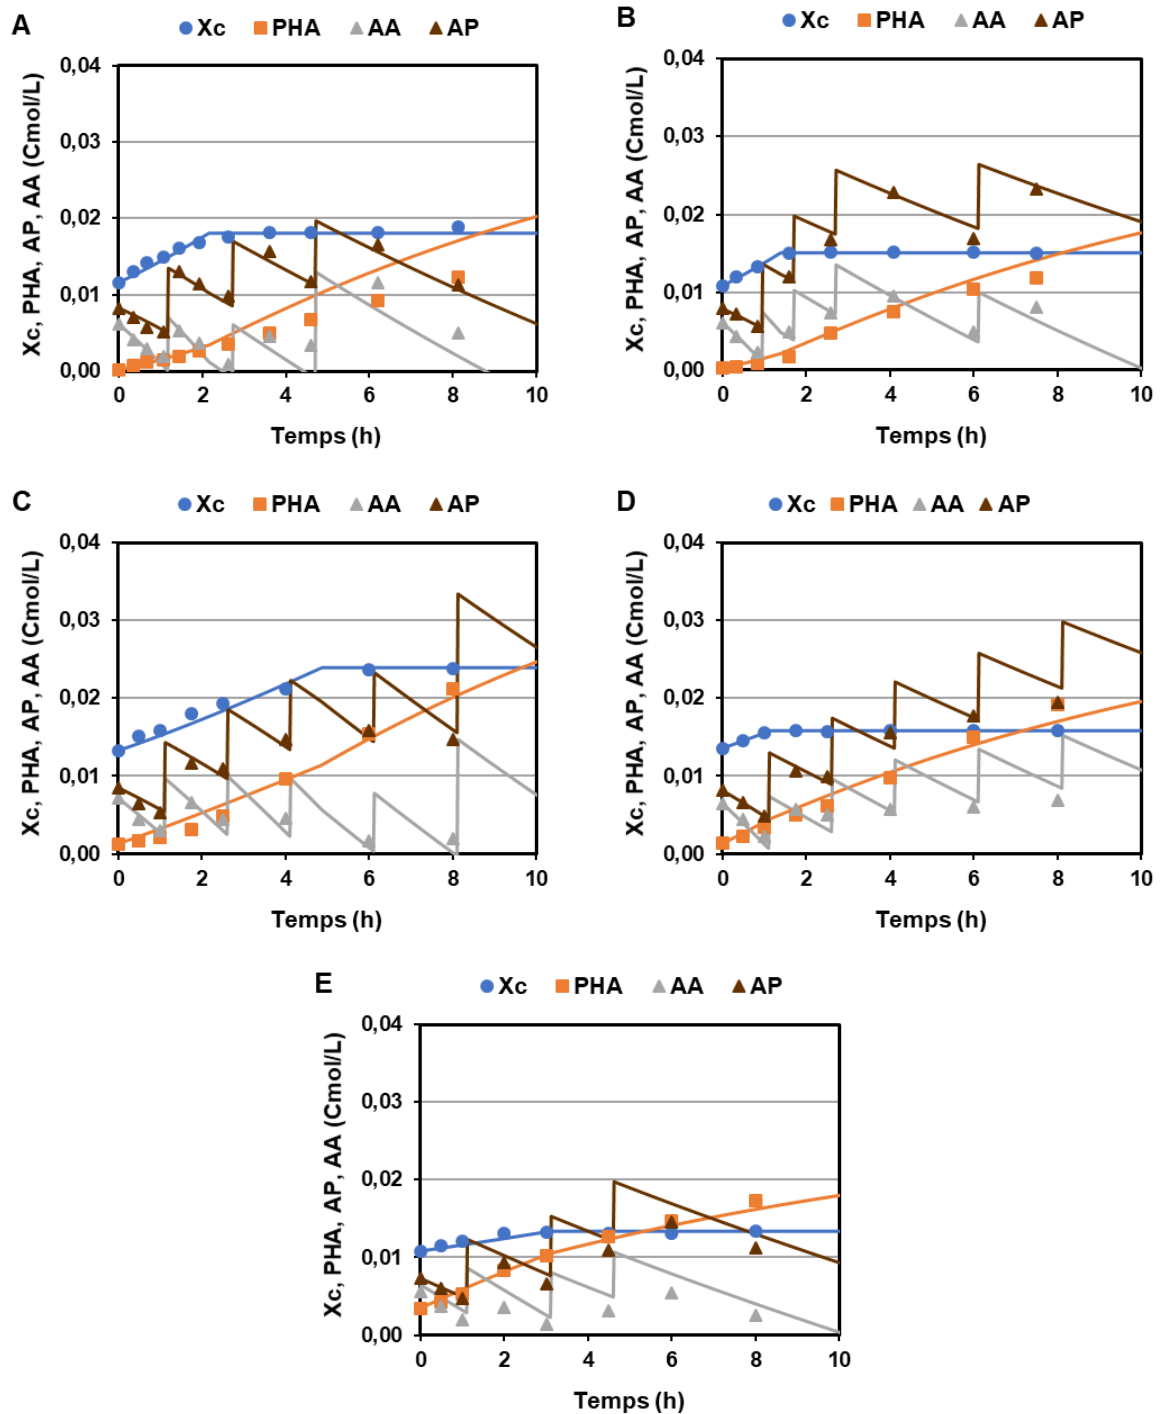 A
Xc PHA AA AP
Xc, PHA, AP, AA (Cmol/L)
0,04
0,03
0,02
0,01
0,00
0 2 4 6 8 10
Temps (h)
B
Xc PHA AA AP
Xc, PHA, AP, AA (Cmol/L)
0,04
0,03
0,02
0,01
0,00
0 2 4 6 8 10
Temps (h)
C
Xc PHA AA AP
Xc, PHA, AP, AA (Cmol/L)
0,04
0,03
0,02
0,01
0,00
0 2 4 6 8 10
Temps (h)
D
Xc PHA AA AP
Xc, PHA, AP, AA (Cmol/L)
0,04
0,03
0,02
0,01
0,00
0 2 4 6 8 10
Temps (h)
E
Xc PHA AA AP
Xc, PHA, AP, AA (Cmol/L)
0,04
0,03
0,02
0,01
0,00
0 2 4 6 8 10
Temps (h)